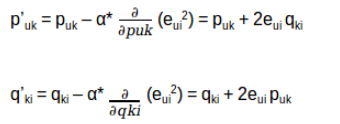 p'uk = puk – α* ∂/∂puk (eui²) = puk + 2eui qki
q'ki = qki – α* ∂/∂qki (eui²) = qki + 2eui puk